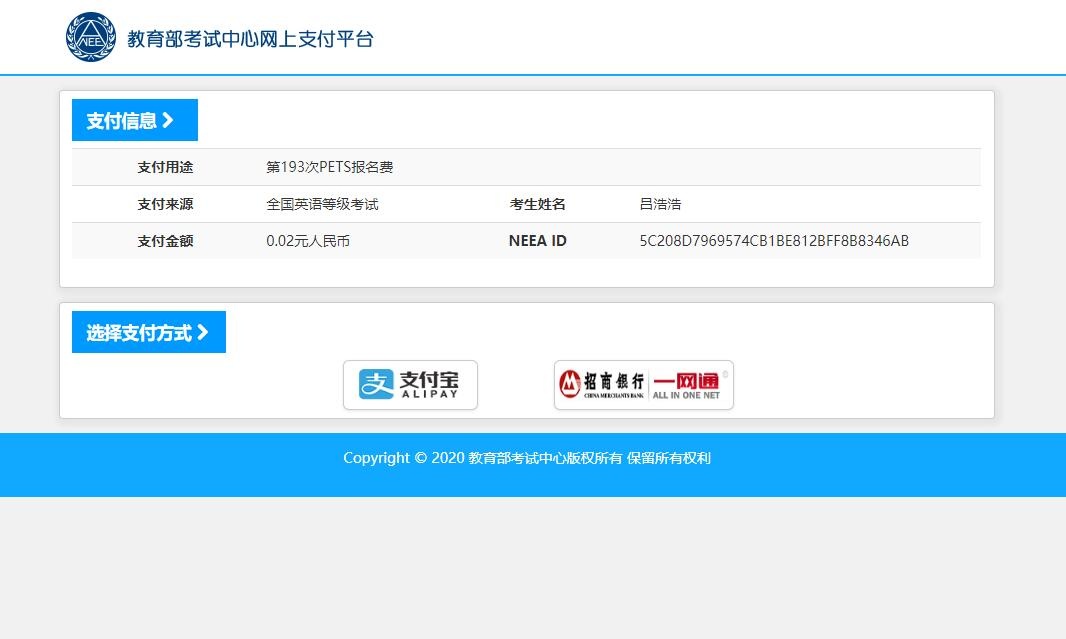 NEE
教育部考试中心网上支付平台
支付信息
支付用途 第193次PETS报名费
支付来源 全国英语等级考试 考生姓名 吕浩浩
支付金额 0.02元人民币 NEEA ID 5C208D7969574CB1BE812BFF8B8346AB
选择支付方式
支 支付宝 招商银行 一网通
ALIPAY CHINA MERCHANTS BANK ALL IN ONE NET
Copyright © 2020 教育部考试中心版权所有 保留所有权利